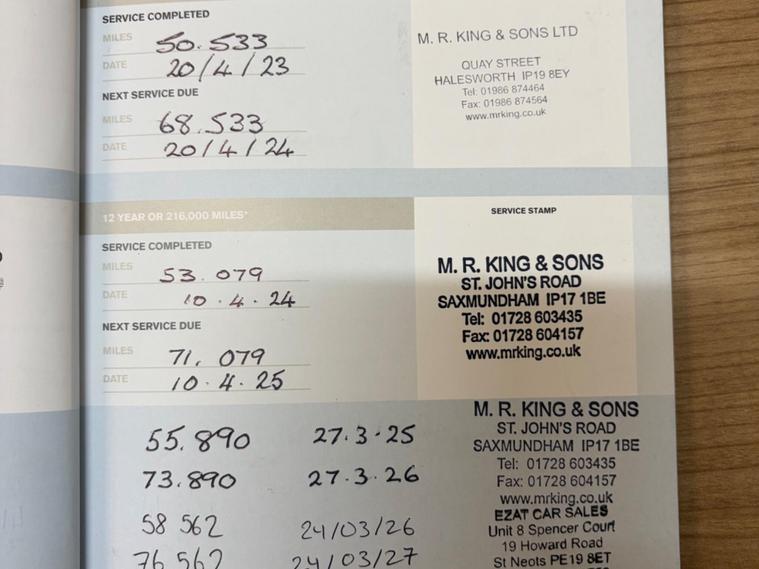 SERVICE COMPLETED
MILES 50.533
DATE 20/4/23
NEXT SERVICE DUE
MILES 68.533
DATE 20/4/24
M. R. KING & SONS LTD
QUAY STREET
HALESWORTH IP19 8EY
Tel: 01986 874464
Fax: 01986 874564
www.mrking.co.uk
12 YEAR OR 216,000 MILES*
SERVICE COMPLETED
MILES 53.079
DATE 10.4.24
NEXT SERVICE DUE
MILES 71.079
DATE 10.4.25
SERVICE STAMP
M. R. KING & SONS
ST. JOHN'S ROAD
SAXMUNDHAM IP17 1BE
Tel: 01728 603435
Fax: 01728 604157
www.mrking.co.uk
55.890 27.3.25
73.890 27.3.26
M. R. KING & SONS
ST. JOHN'S ROAD
SAXMUNDHAM IP17 1BE
Tel: 01728 603435
Fax: 01728 604157
www.mrking.co.uk
58 562 24/03/26
76 562 24/03/27
EZAT CAR SALES
Unit 8 Spencer Court
19 Howard Road
St Neots PE19 8ET